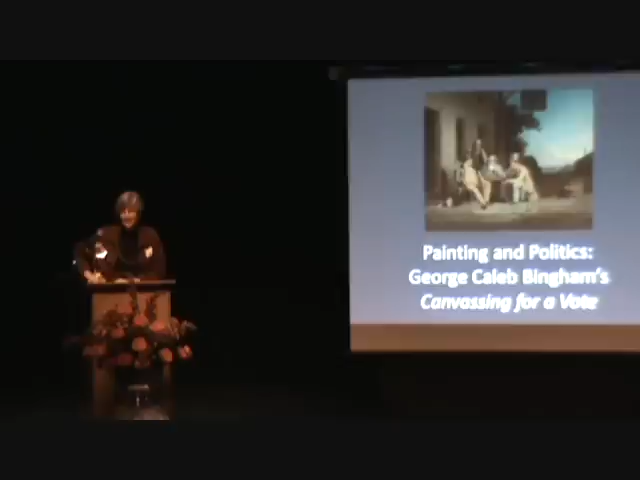 Painting and Politics:
George Caleb Bingham's
Canvassing for a Vote